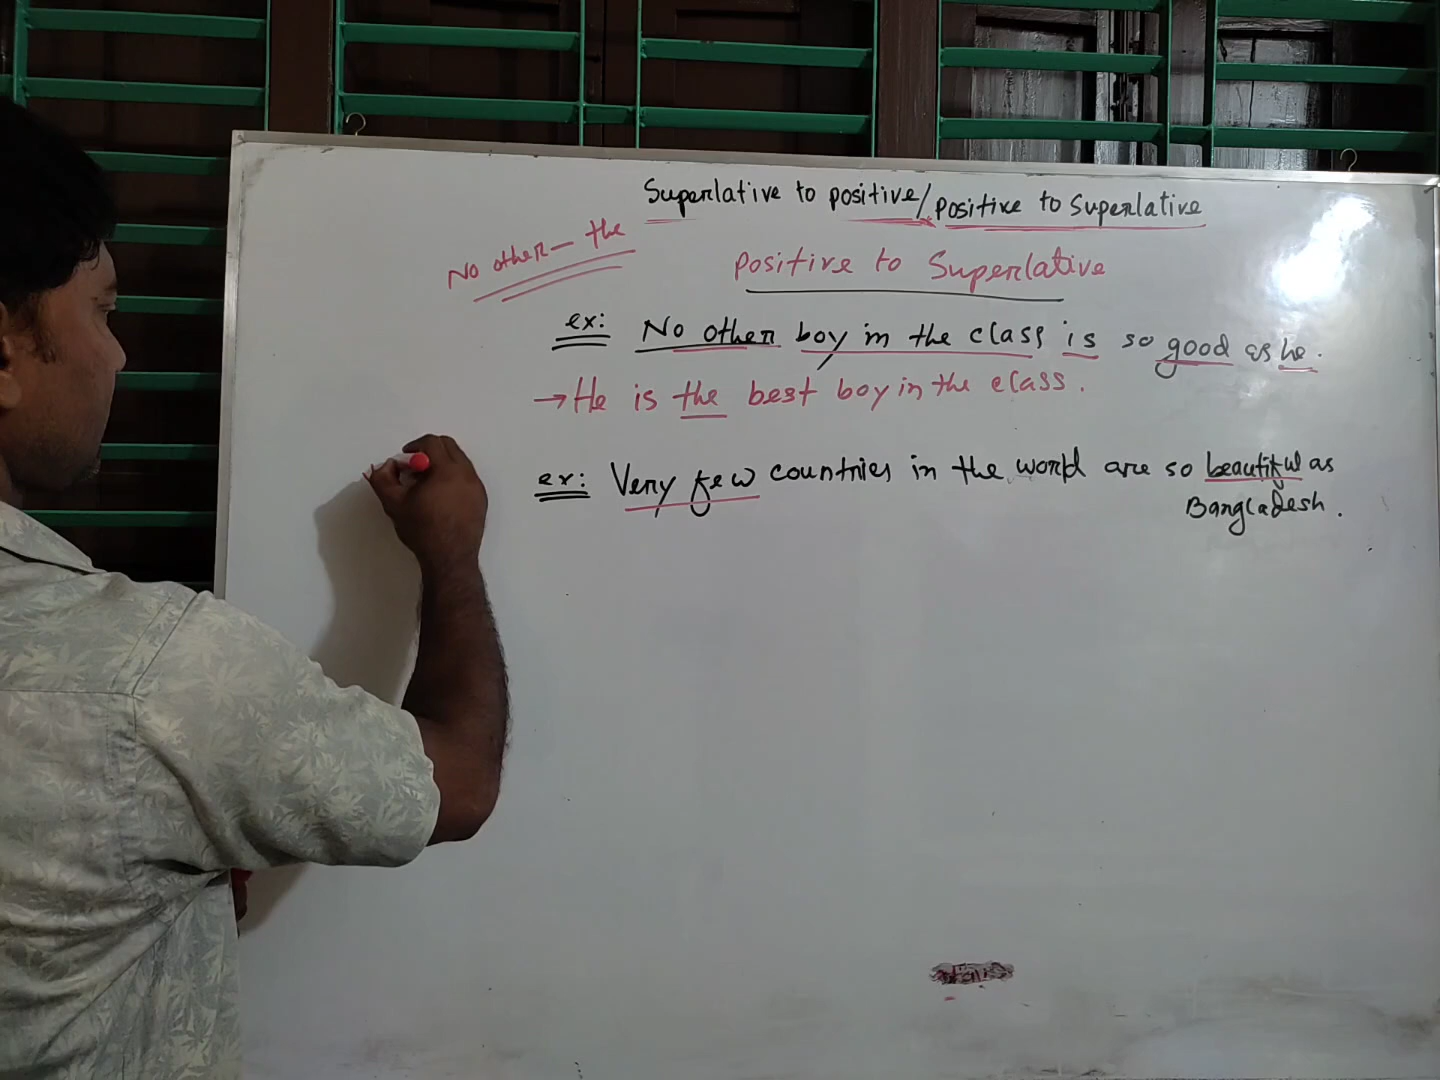 Superlative to positive/positive to Superlative
No other — the
positive to Superlative
ex: No other boy in the class is so good as he.
→ He is the best boy in the class.
ex: Very few countries in the world are so beautiful as
Bangladesh.